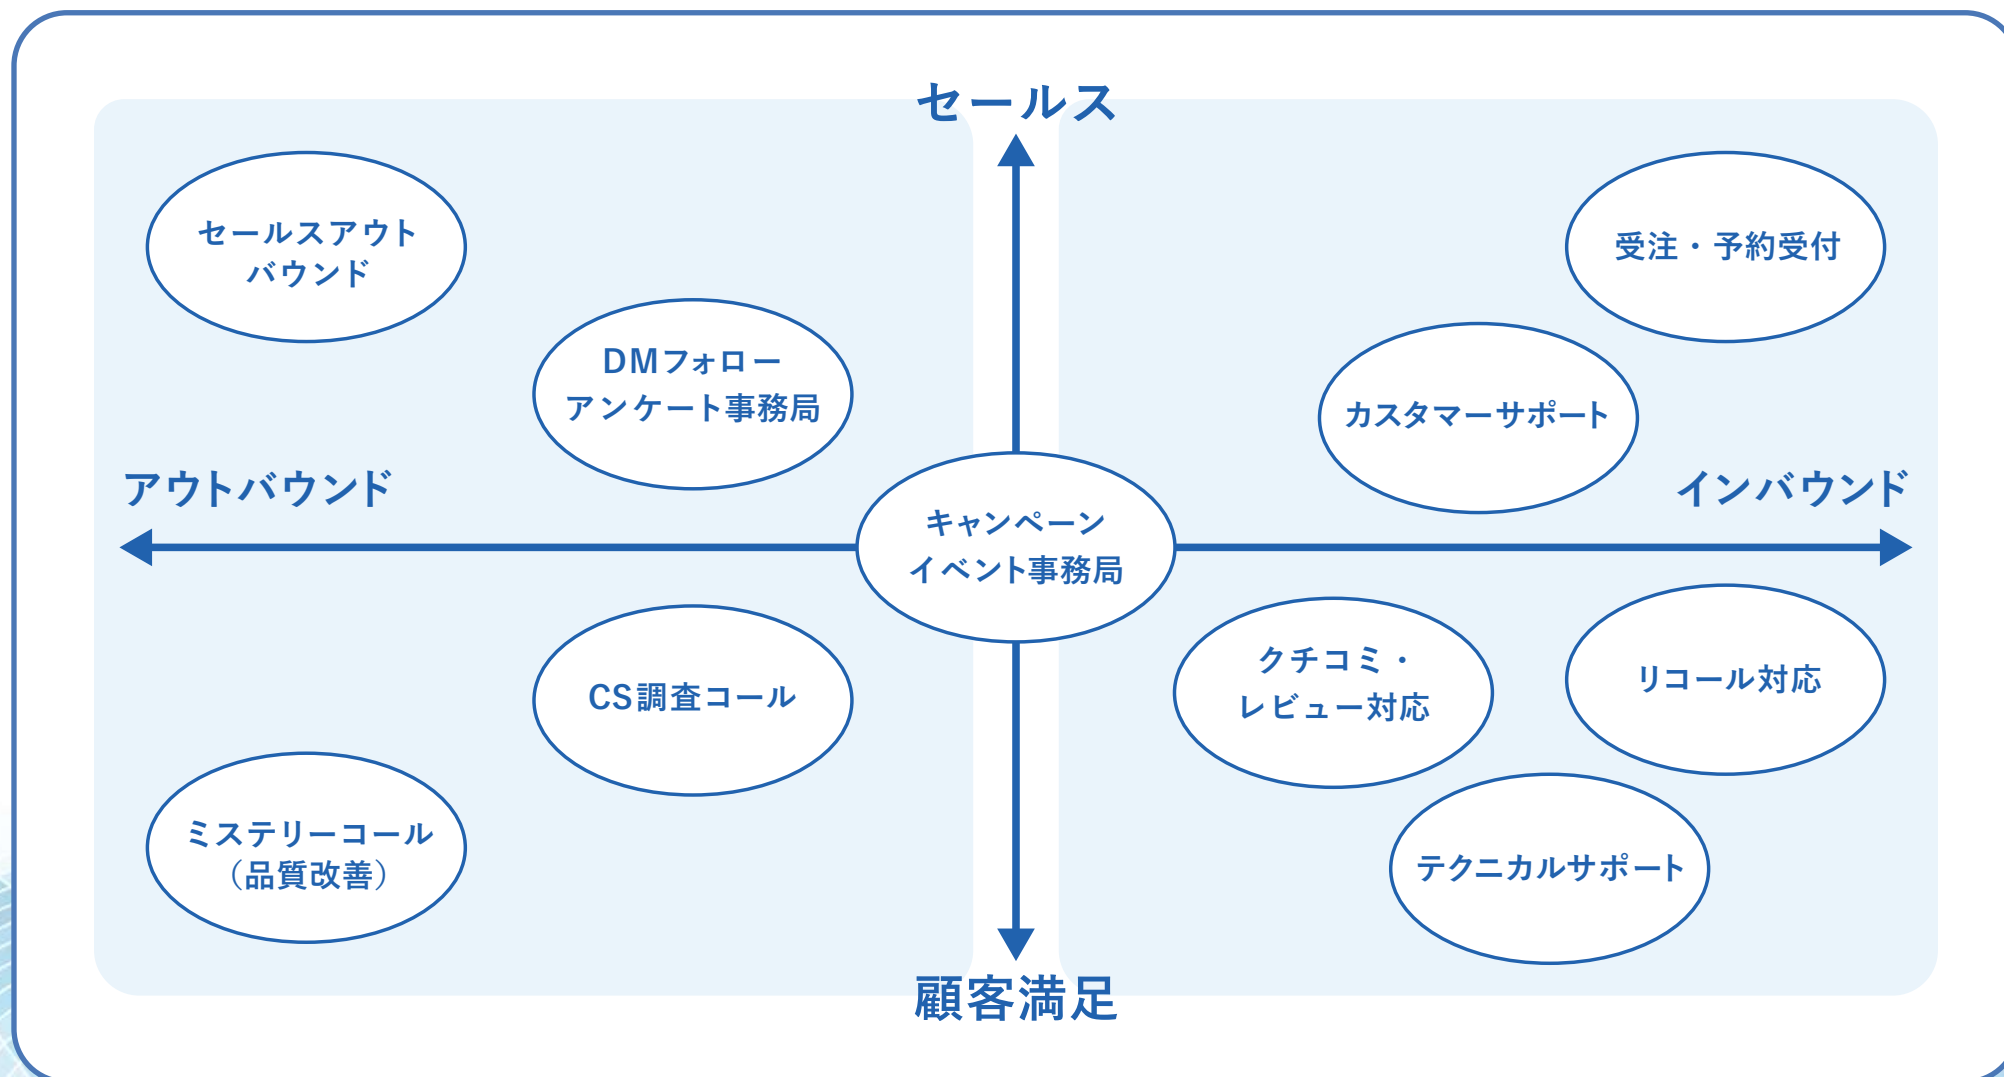 セールス
セールスアウト
バウンド
受注・予約受付
DMフォロー
アンケート事務局
カスタマーサポート
アウトバウンド
インバウンド
キャンペーン
イベント事務局
クチコミ・
レビュー対応
リコール対応
CS調査コール
ミステリーコール
（品質改善）
テクニカルサポート
顧客満足